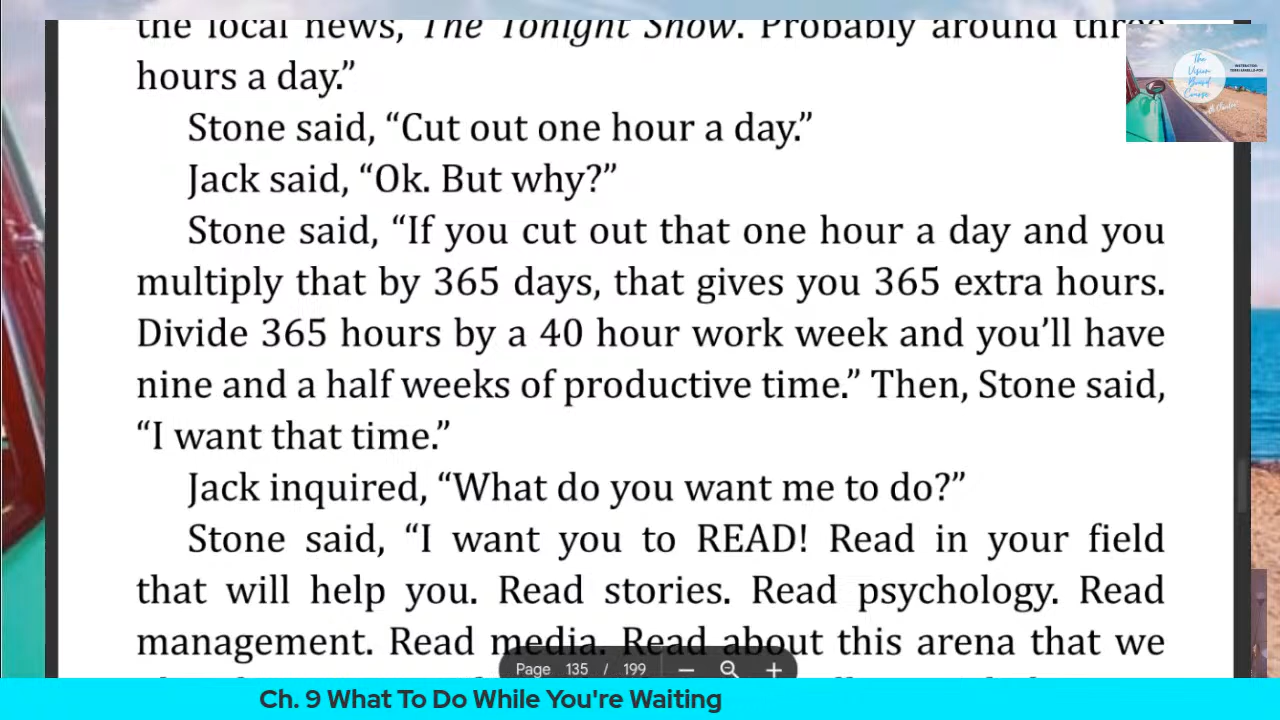 the local news, The Tonight Show. Probably around three
hours a day.”
Stone said, “Cut out one hour a day.”
Jack said, “Ok. But why?”
Stone said, “If you cut out that one hour a day and you
multiply that by 365 days, that gives you 365 extra hours.
Divide 365 hours by a 40 hour work week and you’ll have
nine and a half weeks of productive time.” Then, Stone said,
“I want that time.”
Jack inquired, “What do you want me to do?”
Stone said, “I want you to READ! Read in your field
that will help you. Read stories. Read psychology. Read
management. Read media. Read about this arena that we
Page 135 / 199
Ch. 9 What To Do While You're Waiting
The
Vision
Board
Course
INSTRUCTOR: